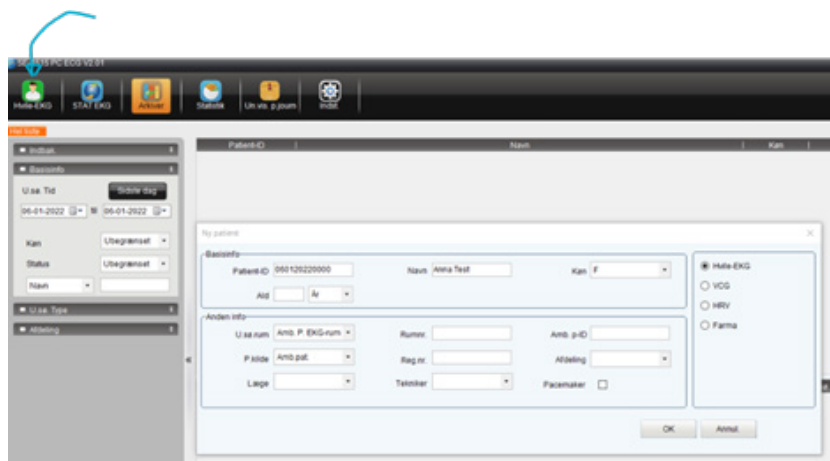 PC ECG V2.01
Hvile-EKG STAT EKG Arkiver Statistik Un.vis. p.journ Indst.
Hel liste
Patient-ID Navn Køn
Indbak
Basisinfo
U.sø. Tid Sidste dag
06-01-2022 til 06-01-2022
Køn Ubegrænset
Status Ubegrænset
Navn
U.sø. Type
Afdeling
Ny patient
Basisinfo
Patient-ID 060120220000 Navn Anna Test Køn F
Ald År
Anden info
U.sø.rum Amb. P. EKG-rum Rumnr. Amb. p-ID
P.kilde Amb.pat. Reg.nr. Afdeling
Læge Tekniker Pacemaker
Hvile-EKG
VCG
HRV
Farma
OK Annul.